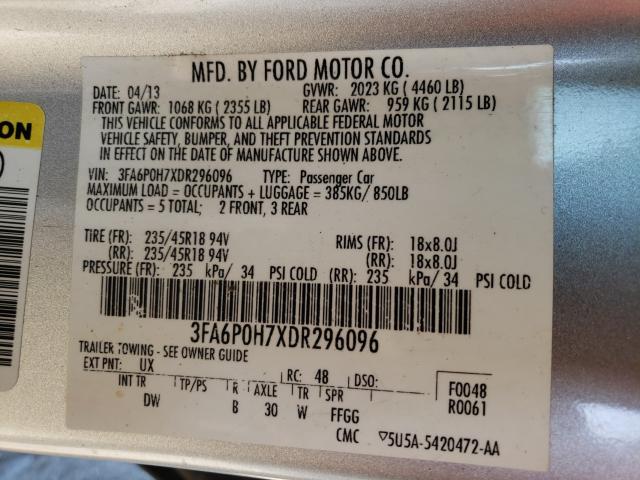 MFD. BY FORD MOTOR CO.
DATE: 04/13 GVWR: 2023 KG ( 4460 LB)
FRONT GAWR: 1068 KG ( 2355 LB) REAR GAWR: 959 KG ( 2115 LB)
THIS VEHICLE CONFORMS TO ALL APPLICABLE FEDERAL MOTOR
VEHICLE SAFETY, BUMPER, AND THEFT PREVENTION STANDARDS
IN EFFECT ON THE DATE OF MANUFACTURE SHOWN ABOVE.
VIN: 3FA6P0H7XDR296096 TYPE: Passenger Car
MAXIMUM LOAD = OCCUPANTS + LUGGAGE = 385KG/ 850LB
OCCUPANTS = 5 TOTAL; 2 FRONT, 3 REAR
TIRE (FR): 235/45R18 94V RIMS (FR): 18x8.0J
(RR): 235/45R18 94V (RR): 18x8.0J
PRESSURE (FR): 235 kPa/ 34 PSI COLD (RR): 235 kPa/ 34 PSI COLD
3FA6P0H7XDR296096
TRAILER TOWING - SEE OWNER GUIDE
EXT PNT: UX RC: 48 DSO: F0048
INT TR TP/PS R AXLE TR SPR R0061
DW B 30 W FFGG
CMC ▽5U5A-5420472-AA
ON